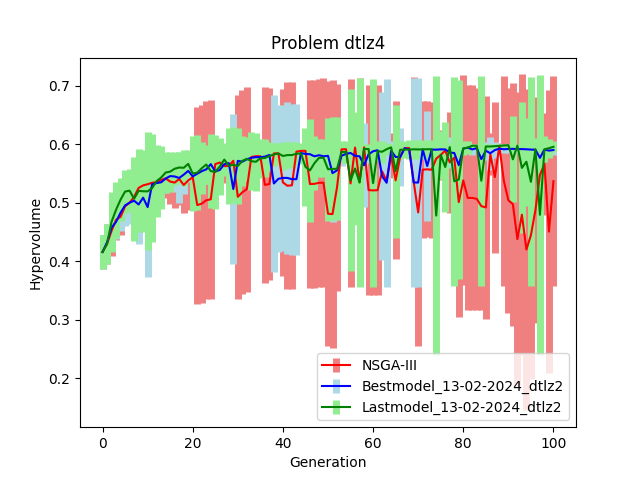 Problem dtlz4
Hypervolume
0.7
0.6
0.5
0.4
0.3
0.2
NSGA-III
Bestmodel_13-02-2024_dtlz2
Lastmodel_13-02-2024_dtlz2
0 20 40 60 80 100
Generation